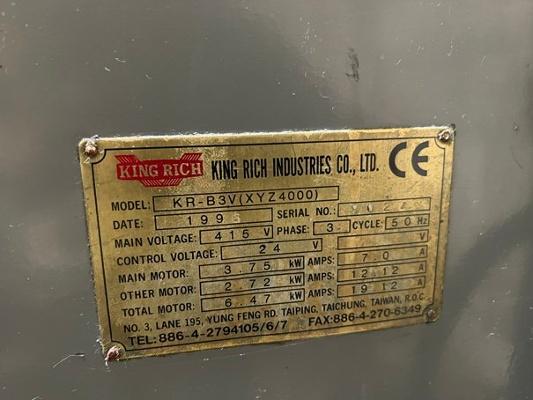 KING RICH KING RICH INDUSTRIES CO., LTD. CE
MODEL: KR-B3V(XYZ4000)
DATE: 199 SERIAL NO.:
MAIN VOLTAGE: 415 V PHASE: 3 CYCLE: 50 Hz
CONTROL VOLTAGE: 24 V V
MAIN MOTOR: 3.75 kW AMPS: 7.0 A
OTHER MOTOR: 2.72 kW AMPS: 12.12 A
TOTAL MOTOR: 6.47 kW AMPS: 19.12 A
NO. 3, LANE 195, YUNG FENG RD. TAIPING, TAICHUNG, TAIWAN, R.O.C.
TEL:886-4-2794105/6/7 FAX:886-4-270-6349